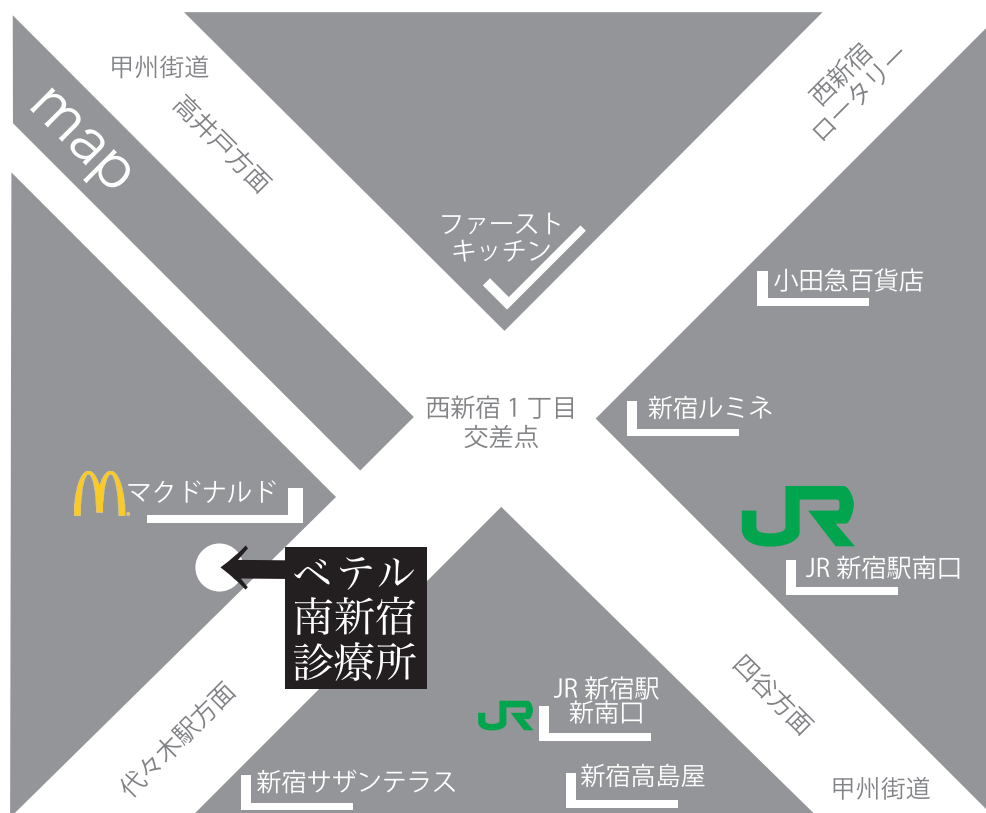 甲州街道
高井戸方面
map
西新宿
ロータリー
ファースト
キッチン
小田急百貨店
西新宿1丁目
交差点
新宿ルミネ
マクドナルド
JR
JR新宿駅南口
ベテル
南新宿
診療所
代々木駅方面
四谷方面
JR
JR新宿駅
新南口
新宿サザンテラス
新宿高島屋
甲州街道